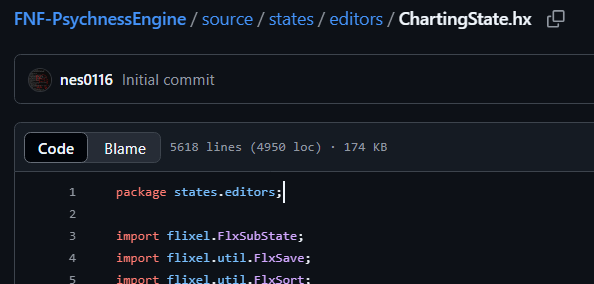 FNF-PsychnessEngine / source / states / editors / ChartingState.hx
nes0116 Initial commit
Code Blame 5618 lines (4950 loc) · 174 KB
1 package states.editors;
2
3 import flixel.FlxSubState;
4 import flixel.util.FlxSave;
5 import flixel.util.FlxSort;